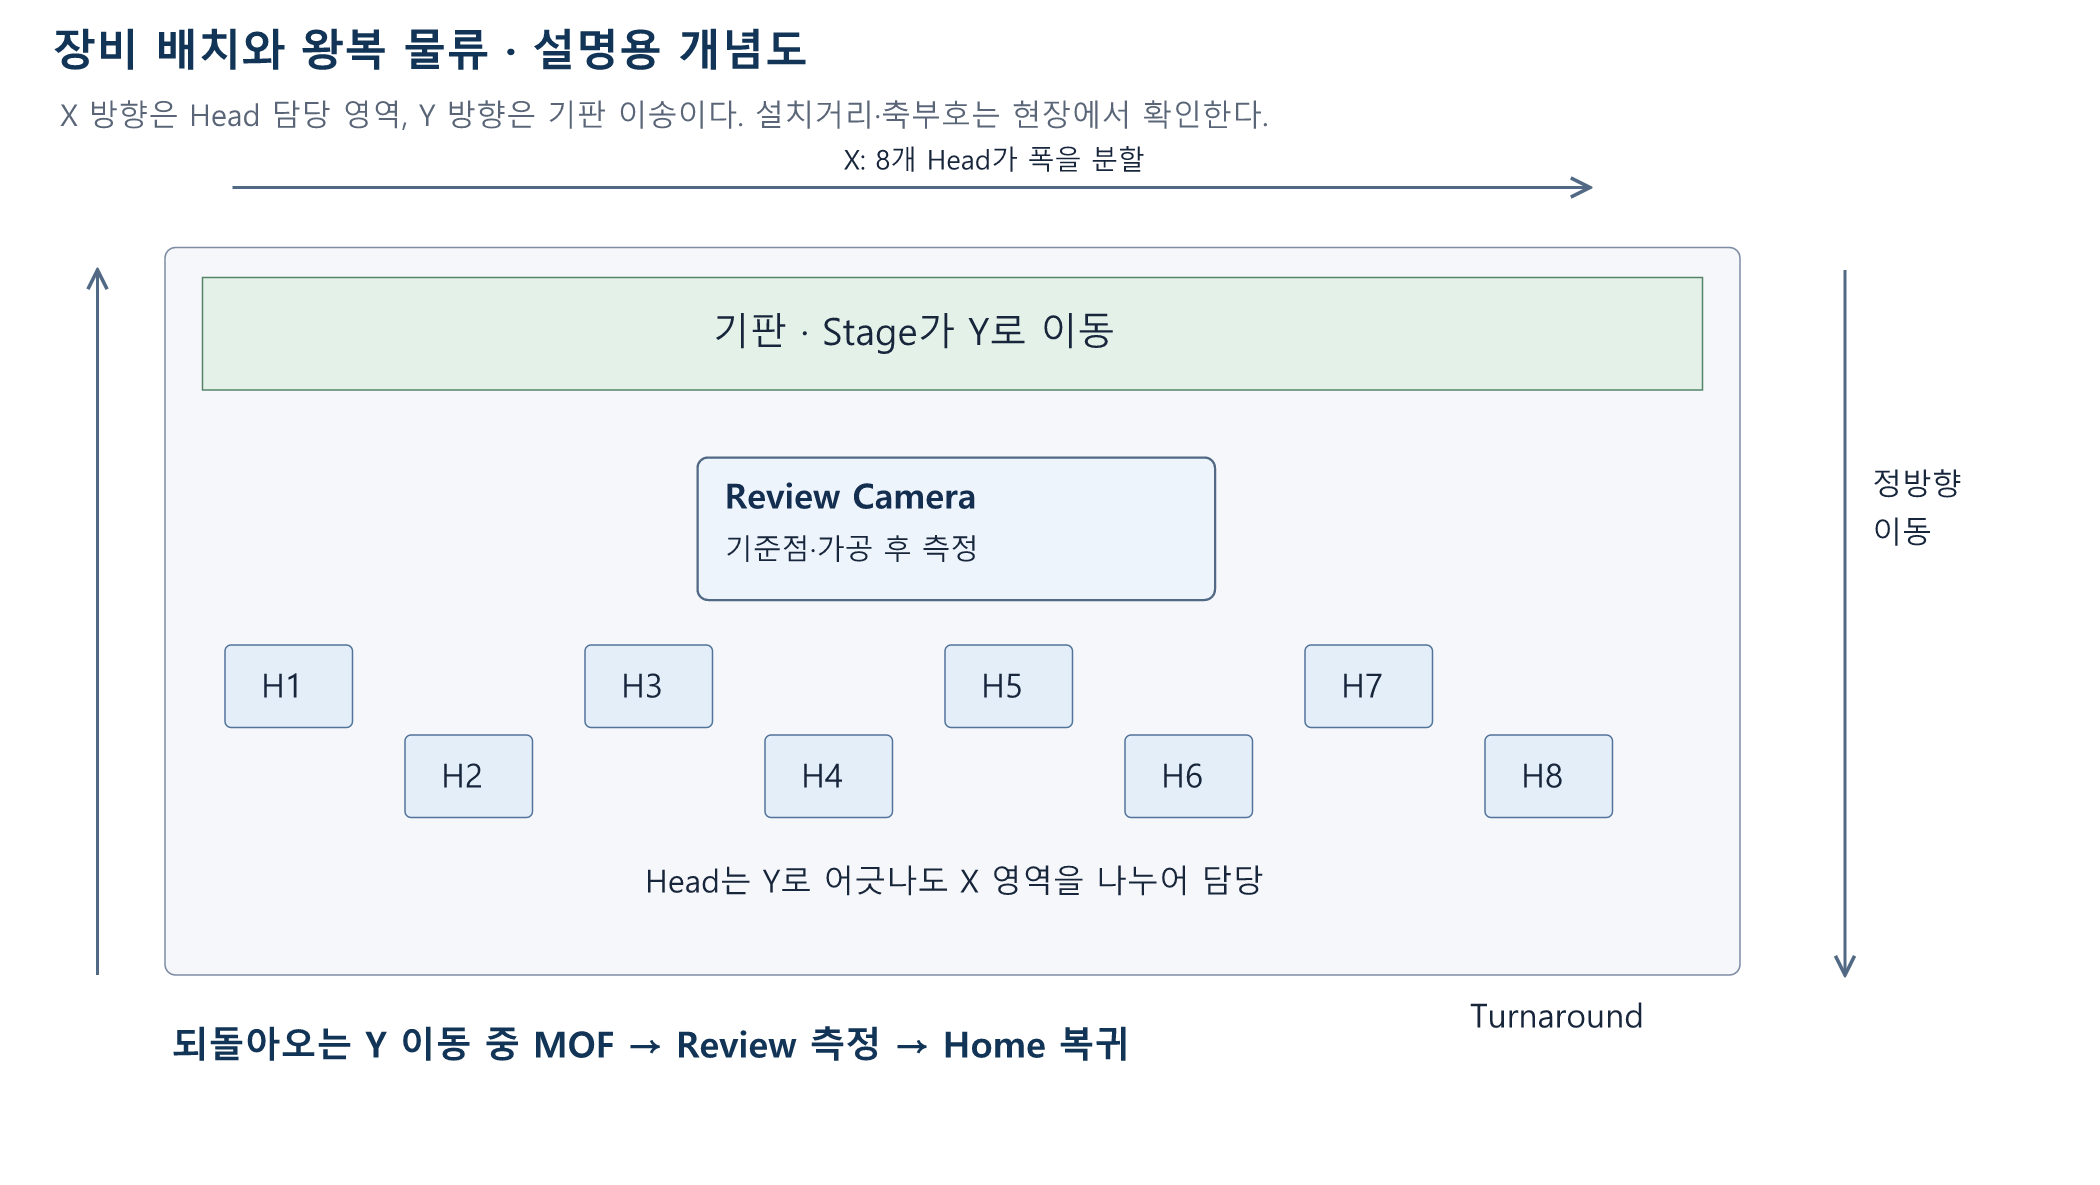 장비 배치와 왕복 물류 · 설명용 개념도
X 방향은 Head 담당 영역, Y 방향은 기판 이송이다. 설치거리·축부호는 현장에서 확인한다.
X: 8개 Head가 폭을 분할
기판 · Stage가 Y로 이동
Review Camera
기준점·가공 후 측정
정방향
이동
H1
H3
H5
H7
H2
H4
H6
H8
Head는 Y로 어긋나도 X 영역을 나누어 담당
Turnaround
되돌아오는 Y 이동 중 MOF → Review 측정 → Home 복귀